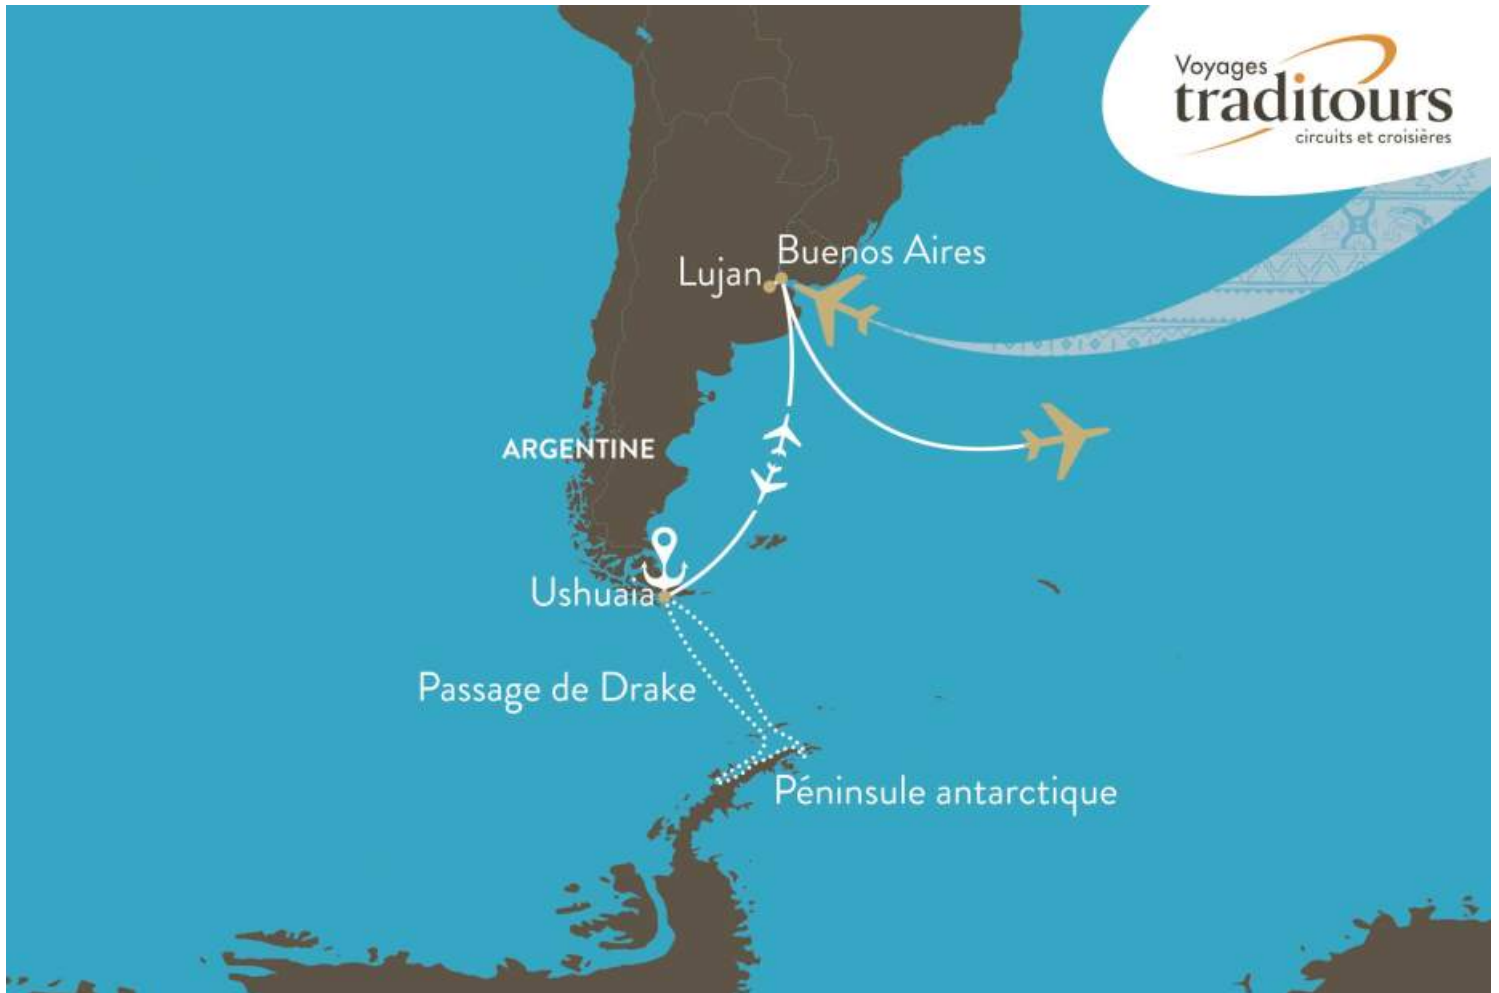 Voyages
traditours
circuits et croisières
Buenos Aires
Lujan
ARGENTINE
Ushuaia
Passage de Drake
Péninsule antarctique